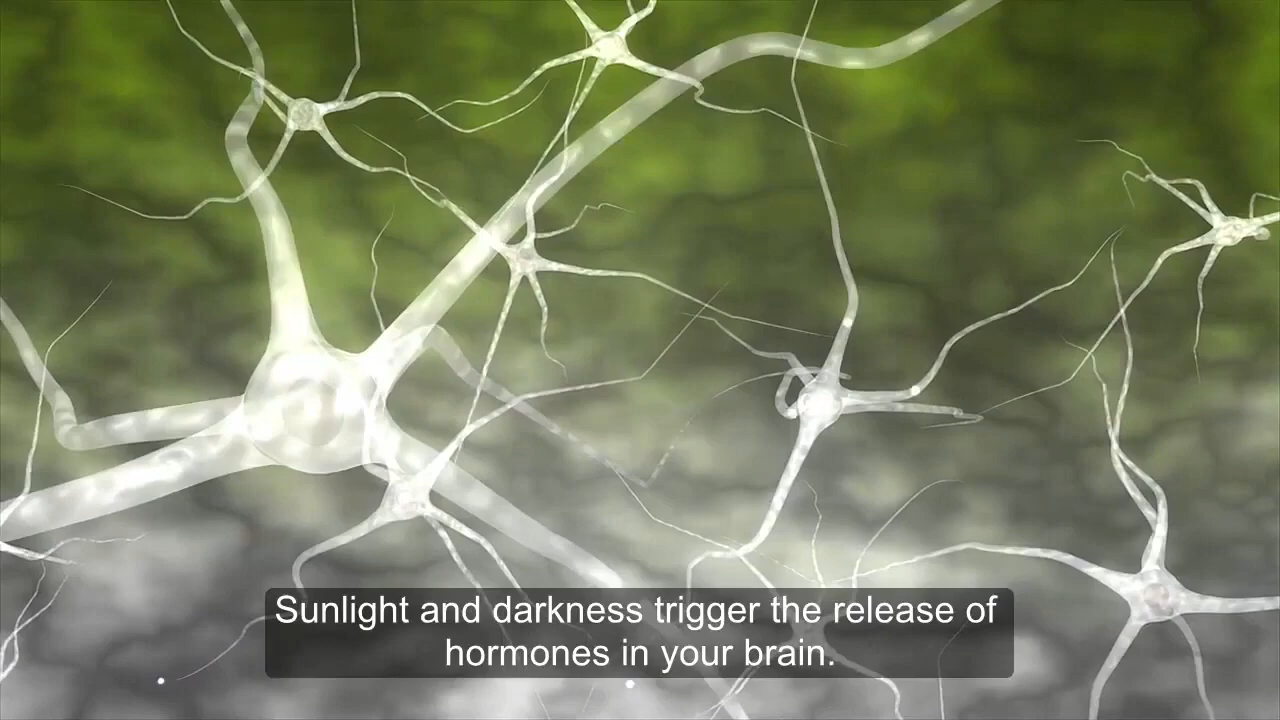 Sunlight and darkness trigger the release of
hormones in your brain.